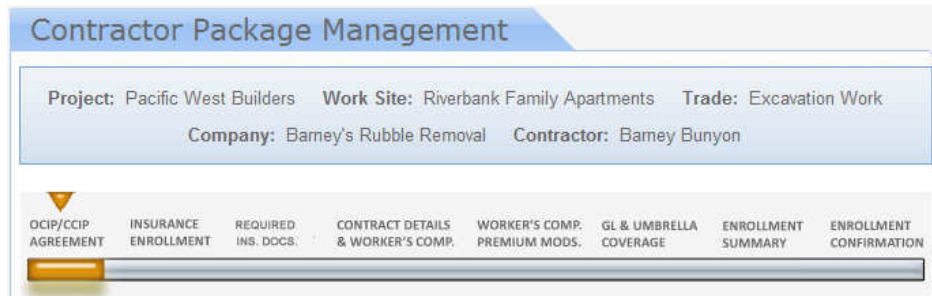 Contractor Package Management
Project: Pacific West Builders Work Site: Riverbank Family Apartments Trade: Excavation Work
Company: Barney's Rubble Removal Contractor: Barney Bunyon
OCIP/CCIP INSURANCE REQUIRED CONTRACT DETAILS WORKER'S COMP. GL & UMBRELLA ENROLLMENT ENROLLMENT
AGREEMENT ENROLLMENT INS. DOCS. & WORKER'S COMP. PREMIUM MODS. COVERAGE SUMMARY CONFIRMATION